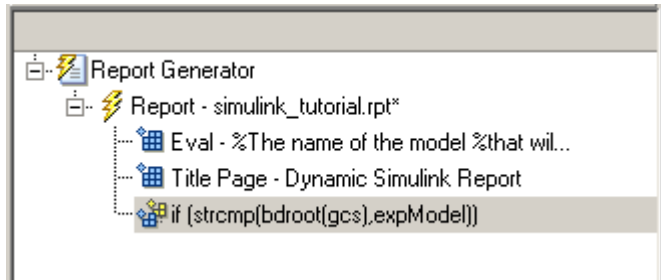 Report Generator
Report - simulink_tutorial.rpt*
Eval - %The name of the model %that wil...
Title Page - Dynamic Simulink Report
if (strcmp(bdroot(gcs),expModel))